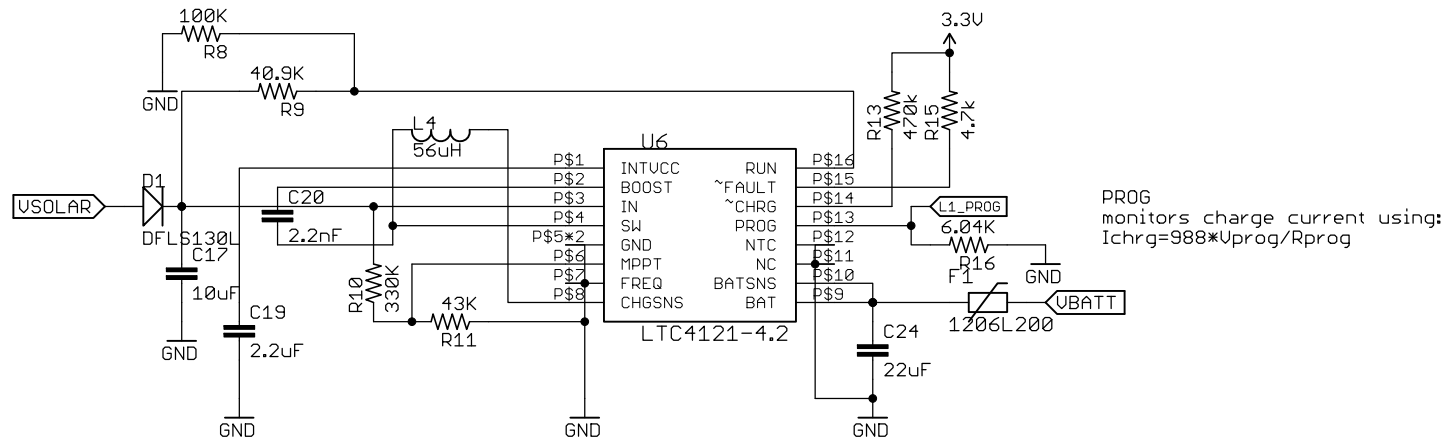 100K
R8
3.3V
40.9K
GND
R9
R13
470k
R15
4.7k
L4
56uH
U6
P$1
INTVCC
RUN
P$16
P$2
BOOST
~FAULT
P$15
P$3
IN
~CHRG
P$14
P$4
SW
PROG
P$13
P$5*2
GND
NTC
P$12
P$6
MPPT
NC
P$11
P$7
FREQ
BATSNS
P$10
P$8
CHGSNS
BAT
P$9
LTC4121-4.2
VSOLAR
D1
DFLS130L
C20
2.2nF
C17
10uF
GND
R10
330K
43K
R11
C19
2.2uF
GND
GND
L1_PROG
6.04K
R16
GND
F1
1206L200
VBATT
C24
22uF
GND
PROG
monitors charge current using:
Ichrg=988*Vprog/Rprog